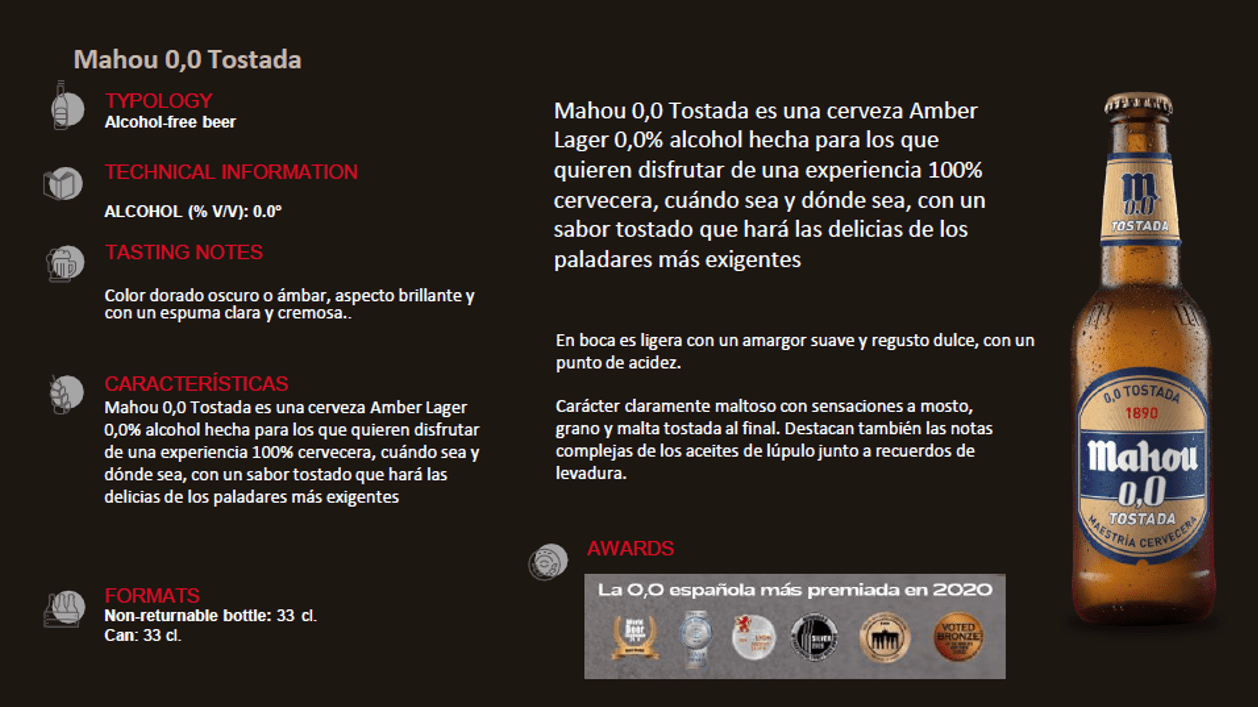 Mahou 0,0 Tostada
TYPOLOGY
Alcohol-free beer
TECHNICAL INFORMATION
ALCOHOL (% V/V): 0.0º
TASTING NOTES
Color dorado oscuro o ámbar, aspecto brillante y
con un espuma clara y cremosa..
CARACTERÍSTICAS
Mahou 0,0 Tostada es una cerveza Amber Lager
0,0% alcohol hecha para los que quieren disfrutar
de una experiencia 100% cervecera, cuándo sea y
dónde sea, con un sabor tostado que hará las
delicias de los paladares más exigentes
FORMATS
Non-returnable bottle: 33 cl.
Can: 33 cl.
Mahou 0,0 Tostada es una cerveza Amber
Lager 0,0% alcohol hecha para los que
quieren disfrutar de una experiencia 100%
cervecera, cuándo sea y dónde sea, con un
sabor tostado que hará las delicias de los
paladares más exigentes
En boca es ligera con un amargor suave y regusto dulce, con un
punto de acidez.
Carácter claramente maltoso con sensaciones a mosto,
grano y malta tostada al final. Destacan también las notas
complejas de los aceites de lúpulo junto a recuerdos de
levadura.
AWARDS
La 0,0 española más premiada en 2020
World
Beer
LYON
SILVER
VOTED
BRONZE
m
0.0
TOSTADA
0,0 TOSTADA
1890
Mahou
0,0
TOSTADA
MAESTRÍA CERVECERA